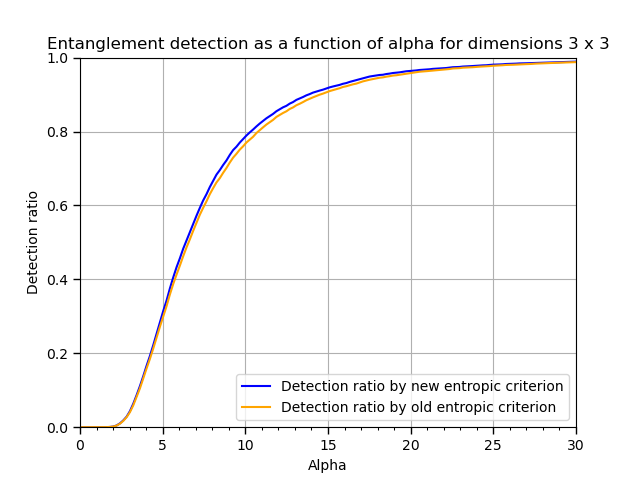 Entanglement detection as a function of alpha for dimensions 3 x 3
1.0
0.8
0.6
0.4
0.2
0.0
Detection ratio
Detection ratio by new entropic criterion
Detection ratio by old entropic criterion
0 5 10 15 20 25 30
Alpha